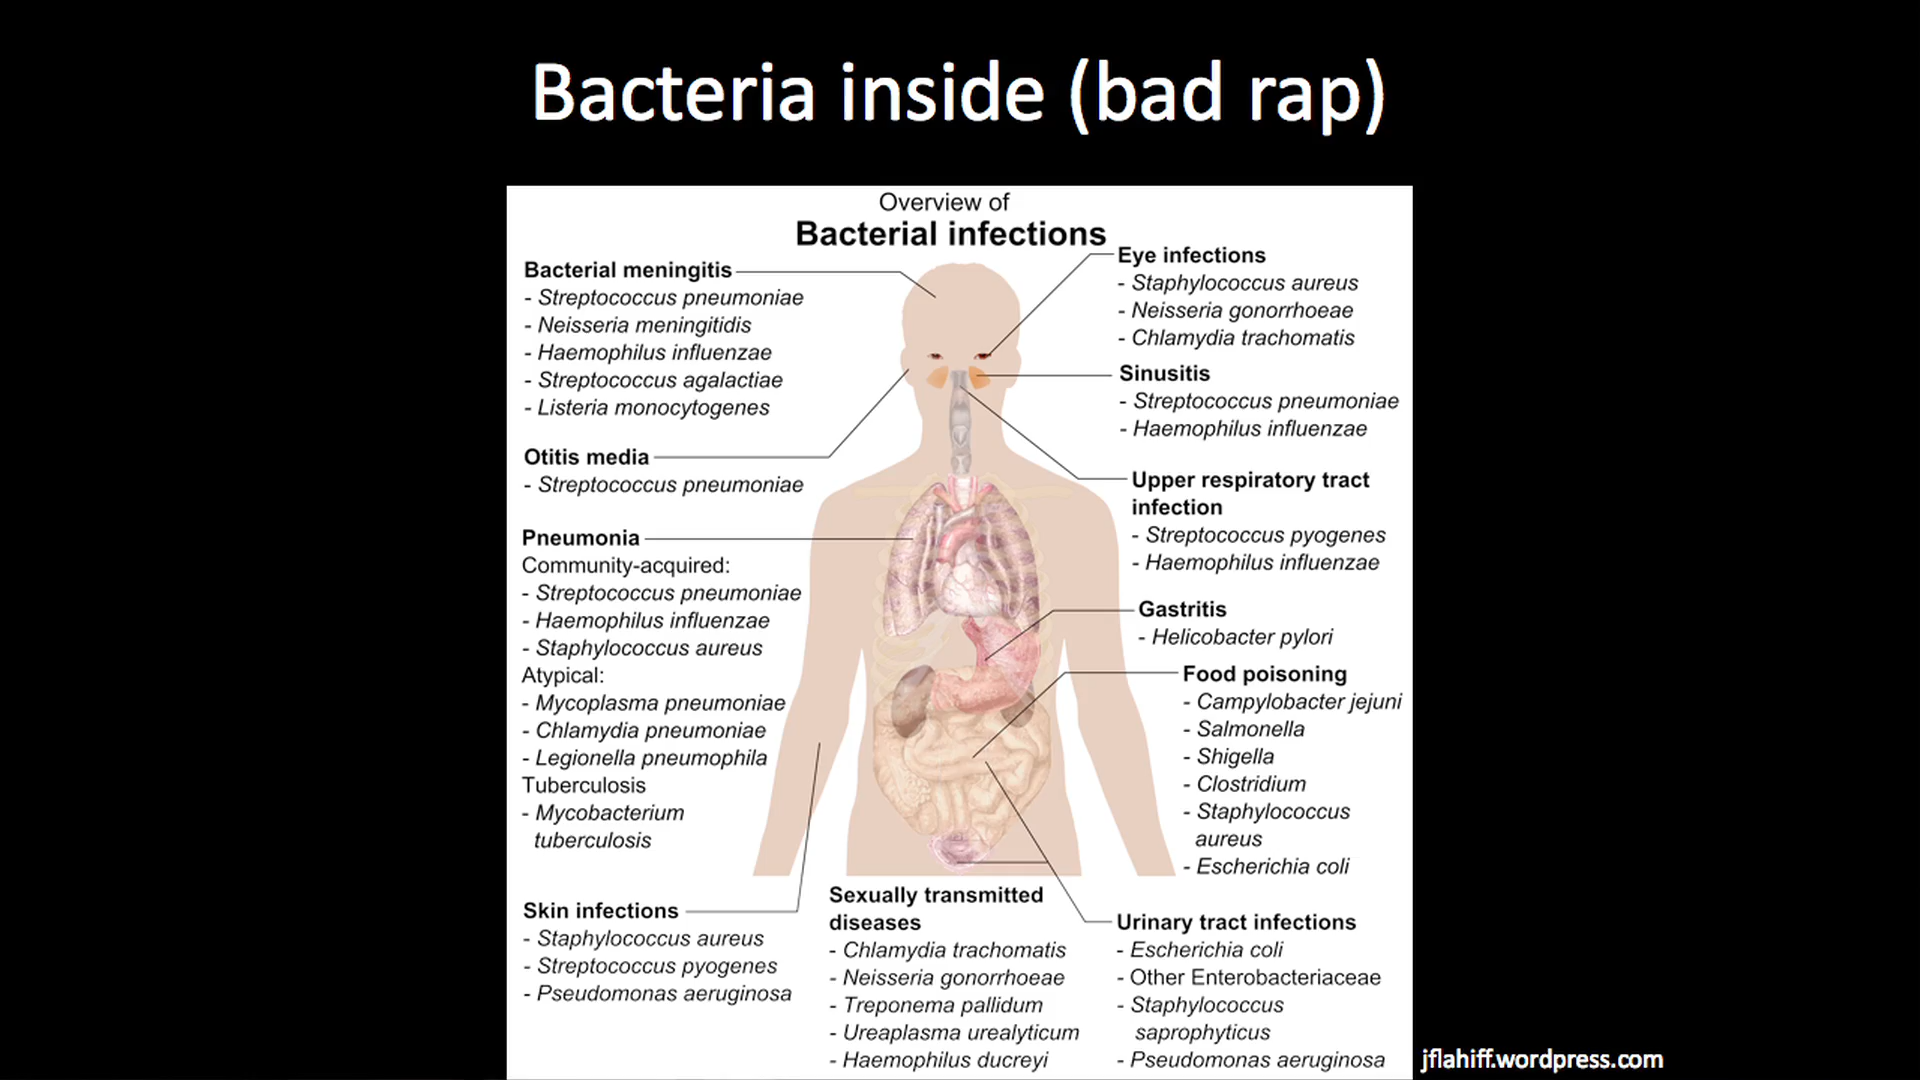 Bacteria inside (bad rap)
Overview of
Bacterial infections
Bacterial meningitis
- Streptococcus pneumoniae
- Neisseria meningitidis
- Haemophilus influenzae
- Streptococcus agalactiae
- Listeria monocytogenes
Otitis media
- Streptococcus pneumoniae
Pneumonia
Community-acquired:
- Streptococcus pneumoniae
- Haemophilus influenzae
- Staphylococcus aureus
Atypical:
- Mycoplasma pneumoniae
- Chlamydia pneumoniae
- Legionella pneumophila
Tuberculosis
- Mycobacterium
tuberculosis
Skin infections
- Staphylococcus aureus
- Streptococcus pyogenes
- Pseudomonas aeruginosa
Eye infections
- Staphylococcus aureus
- Neisseria gonorrhoeae
- Chlamydia trachomatis
Sinusitis
- Streptococcus pneumoniae
- Haemophilus influenzae
Upper respiratory tract
infection
- Streptococcus pyogenes
- Haemophilus influenzae
Gastritis
- Helicobacter pylori
Food poisoning
- Campylobacter jejuni
- Salmonella
- Shigella
- Clostridium
- Staphylococcus
aureus
- Escherichia coli
Sexually transmitted
diseases
- Chlamydia trachomatis
- Neisseria gonorrhoeae
- Treponema pallidum
- Ureaplasma urealyticum
- Haemophilus ducreyi
Urinary tract infections
- Escherichia coli
- Other Enterobacteriaceae
- Staphylococcus
saprophyticus
- Pseudomonas aeruginosa
jflahiff.wordpress.com